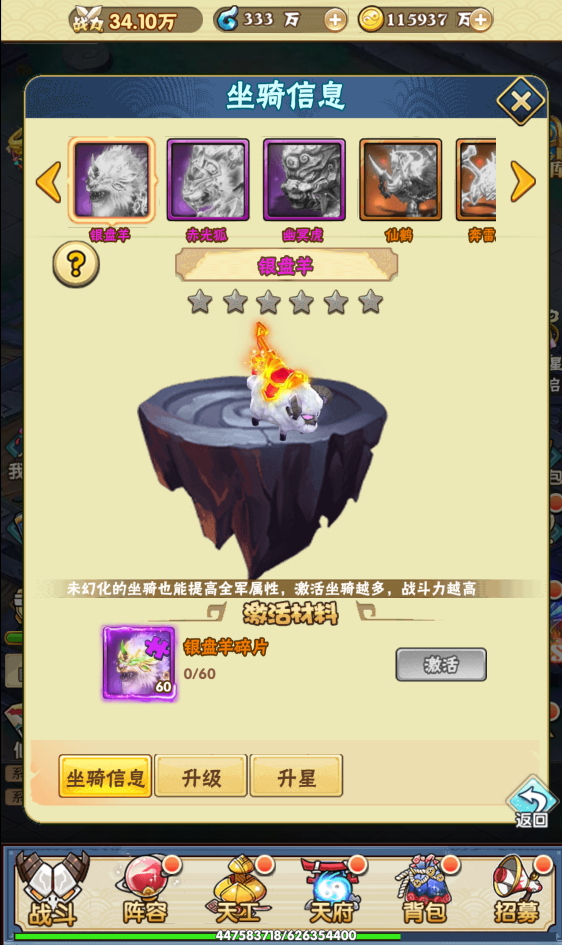 战力 34.10万
333 万
115937 万
坐骑信息
银盘羊
赤光狐
幽冥虎
仙鹤
奔雷
?
银盘羊
未幻化的坐骑也能提高全军属性，激活坐骑越多，战斗力越高
激活材料
银盘羊碎片
0/60
60
激活
坐骑信息
升级
升星
返回
战斗
阵容
天工
天府
背包
招募
447583718/626354400